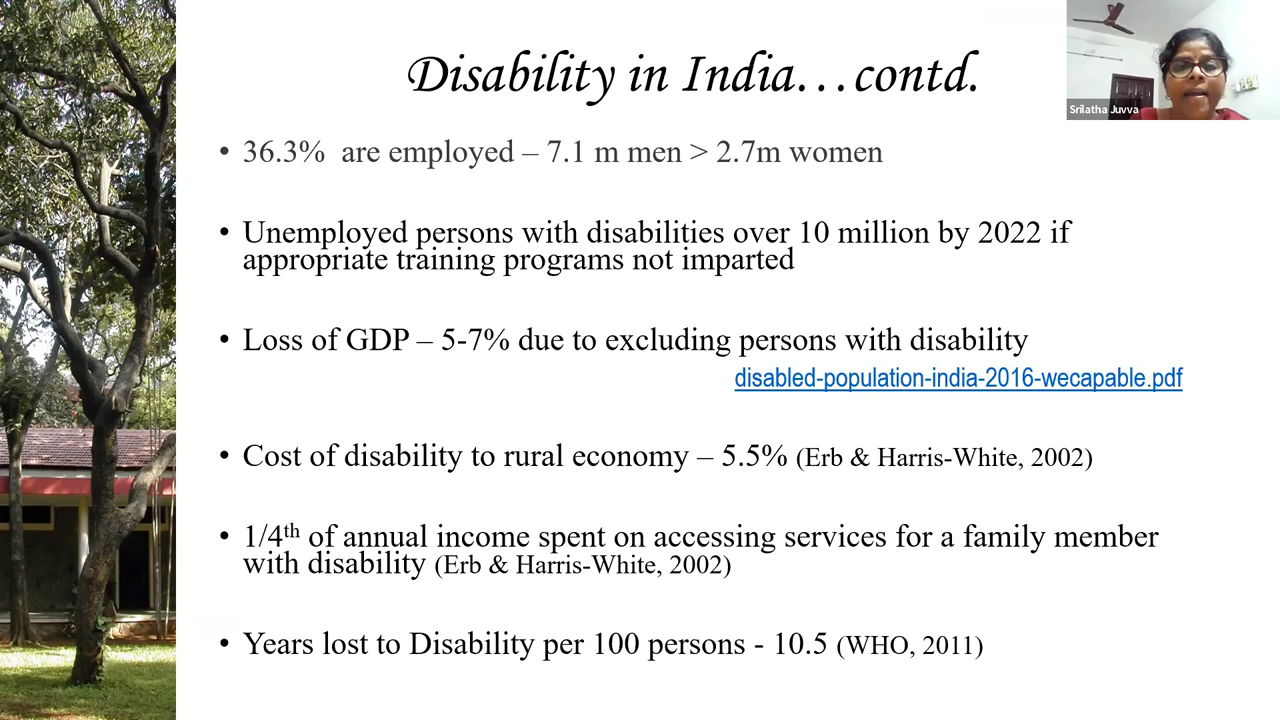 Disability in India…contd.
Srilatha Juvva
• 36.3% are employed – 7.1 m men > 2.7m women
• Unemployed persons with disabilities over 10 million by 2022 if
appropriate training programs not imparted
• Loss of GDP – 5-7% due to excluding persons with disability
disabled-population-india-2016-wecapable.pdf
• Cost of disability to rural economy – 5.5% (Erb & Harris-White, 2002)
• 1/4th of annual income spent on accessing services for a family member
with disability (Erb & Harris-White, 2002)
• Years lost to Disability per 100 persons - 10.5 (WHO, 2011)